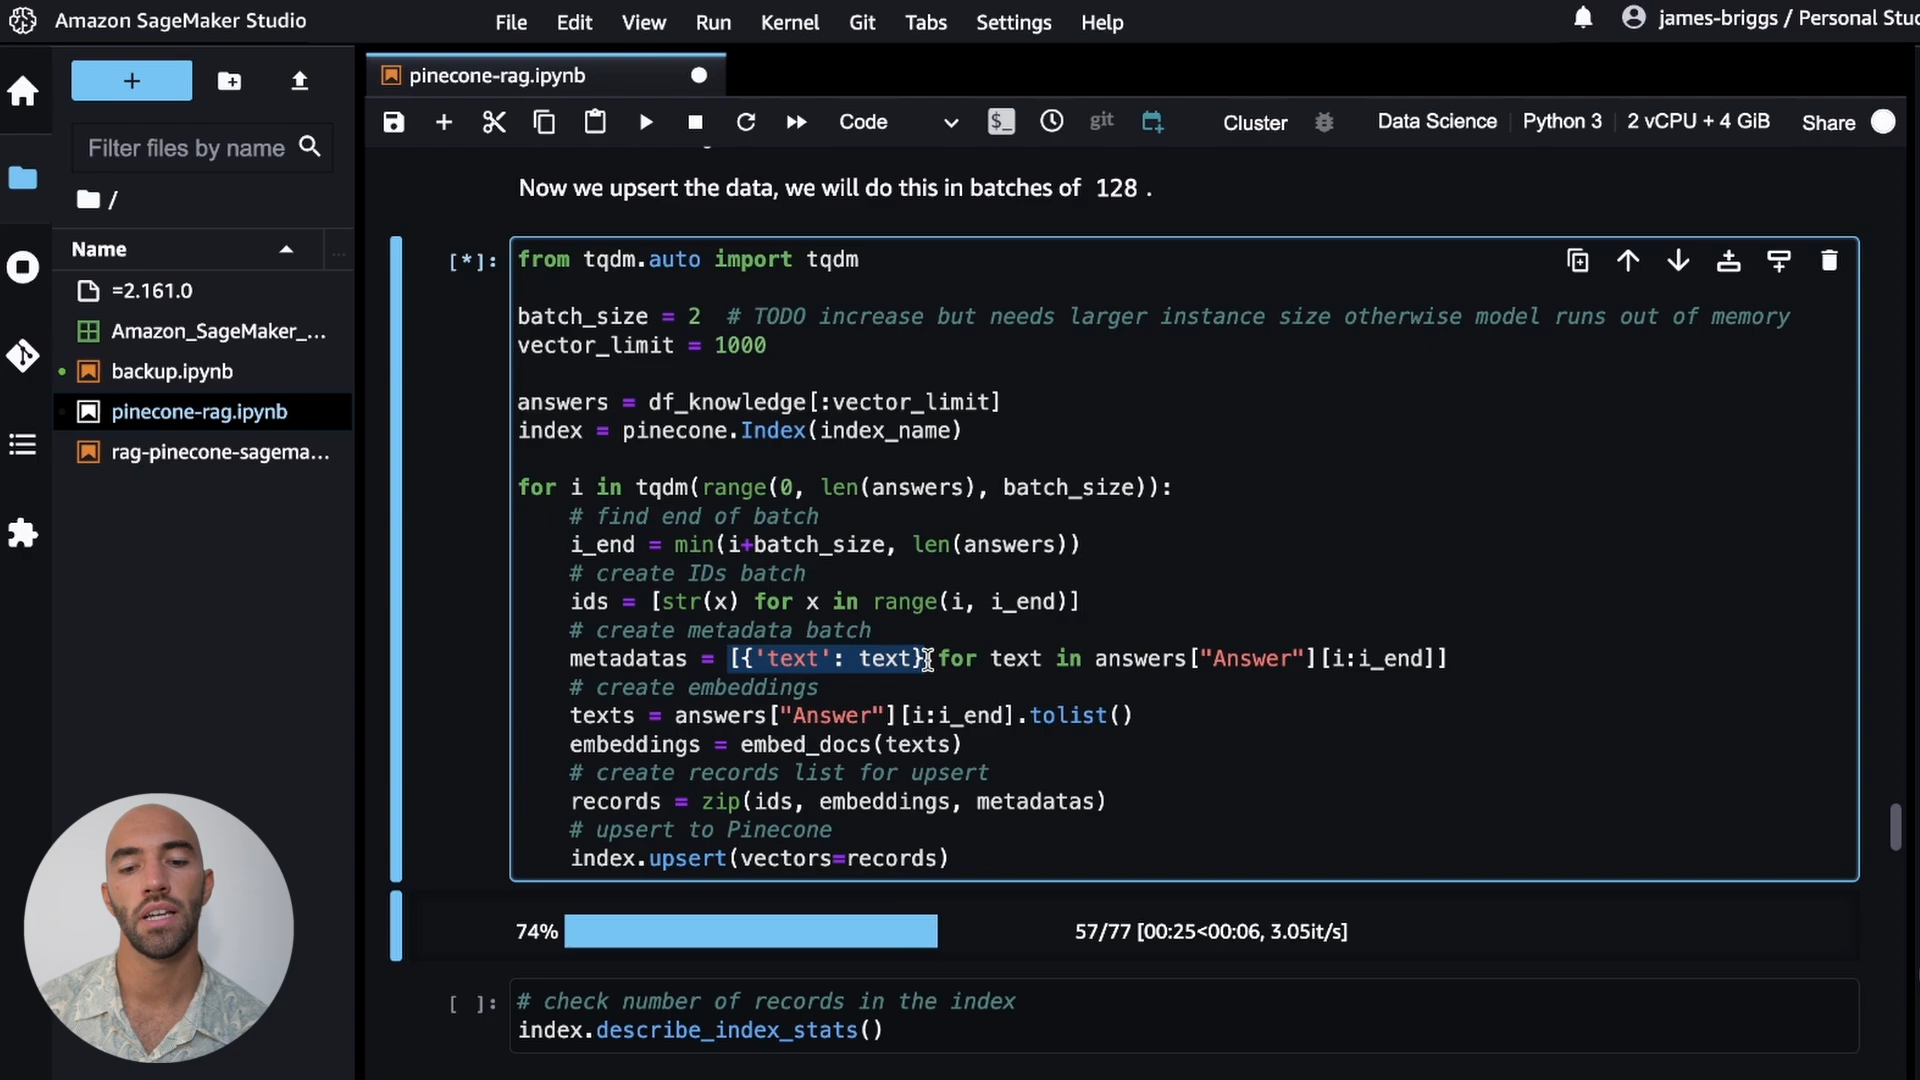 Amazon SageMaker Studio
File Edit View Run Kernel Git Tabs Settings Help
james-briggs / Personal Stu
+
Filter files by name
/
Name
...
=2.161.0
Amazon_SageMaker_...
backup.ipynb
pinecone-rag.ipynb
rag-pinecone-sagema...
pinecone-rag.ipynb
Code
$_
git
Cluster
Data Science
Python 3
2 vCPU + 4 GiB
Share
Now we upsert the data, we will do this in batches of 128 .
[*]:
from tqdm.auto import tqdm
batch_size = 2  # TODO increase but needs larger instance size otherwise model runs out of memory
vector_limit = 1000
answers = df_knowledge[:vector_limit]
index = pinecone.Index(index_name)
for i in tqdm(range(0, len(answers), batch_size)):
    # find end of batch
    i_end = min(i+batch_size, len(answers))
    # create IDs batch
    ids = [str(x) for x in range(i, i_end)]
    # create metadata batch
    metadatas = [{'text': text} for text in answers["Answer"][i:i_end]]
    # create embeddings
    texts = answers["Answer"][i:i_end].tolist()
    embeddings = embed_docs(texts)
    # create records list for upsert
    records = zip(ids, embeddings, metadatas)
    # upsert to Pinecone
    index.upsert(vectors=records)
74%
57/77 [00:25<00:06, 3.05it/s]
[ ]:
# check number of records in the index
index.describe_index_stats()